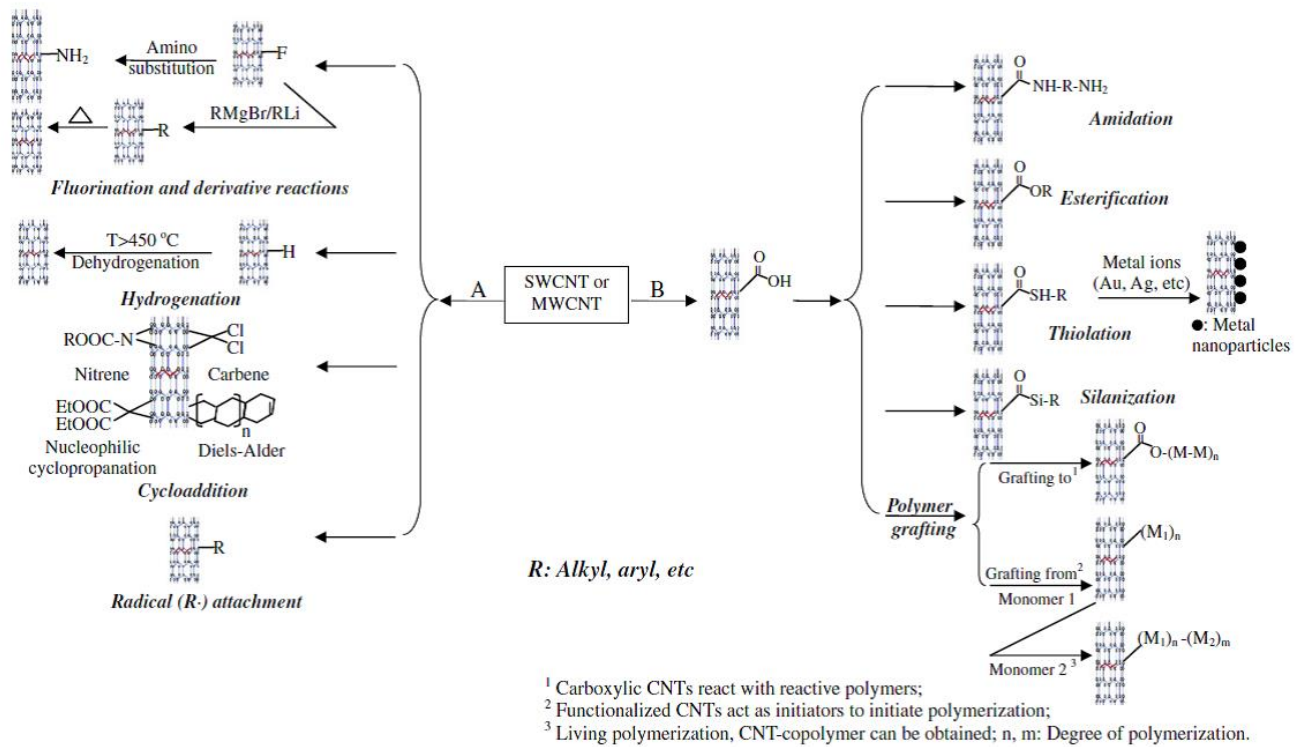 NH2
Amino
substitution
F
RMgBr/RLi
R
Fluorination and derivative reactions
T>450 °C
Dehydrogenation
H
Hydrogenation
ROOC-N
Cl
Cl
Nitrene
Carbene
EtOOC
EtOOC
n
Nucleophilic
cyclopropanation
Diels-Alder
Cycloaddition
R
Radical (R·) attachment
A
SWCNT or
MWCNT
B
O
OH
R: Alkyl, aryl, etc
O
NH-R-NH2
Amidation
O
OR
Esterification
O
SH-R
Thiolation
Metal ions
(Au, Ag, etc)
●: Metal
nanoparticles
O
Si-R
Silanization
Polymer
grafting
Grafting to1
O
O-(M-M)n
Grafting from2
Monomer 1
(M1)n
Monomer 2 3
(M1)n-(M2)m
1 Carboxylic CNTs react with reactive polymers;
2 Functionalized CNTs act as initiators to initiate polymerization;
3 Living polymerization, CNT-copolymer can be obtained; n, m: Degree of polymerization.